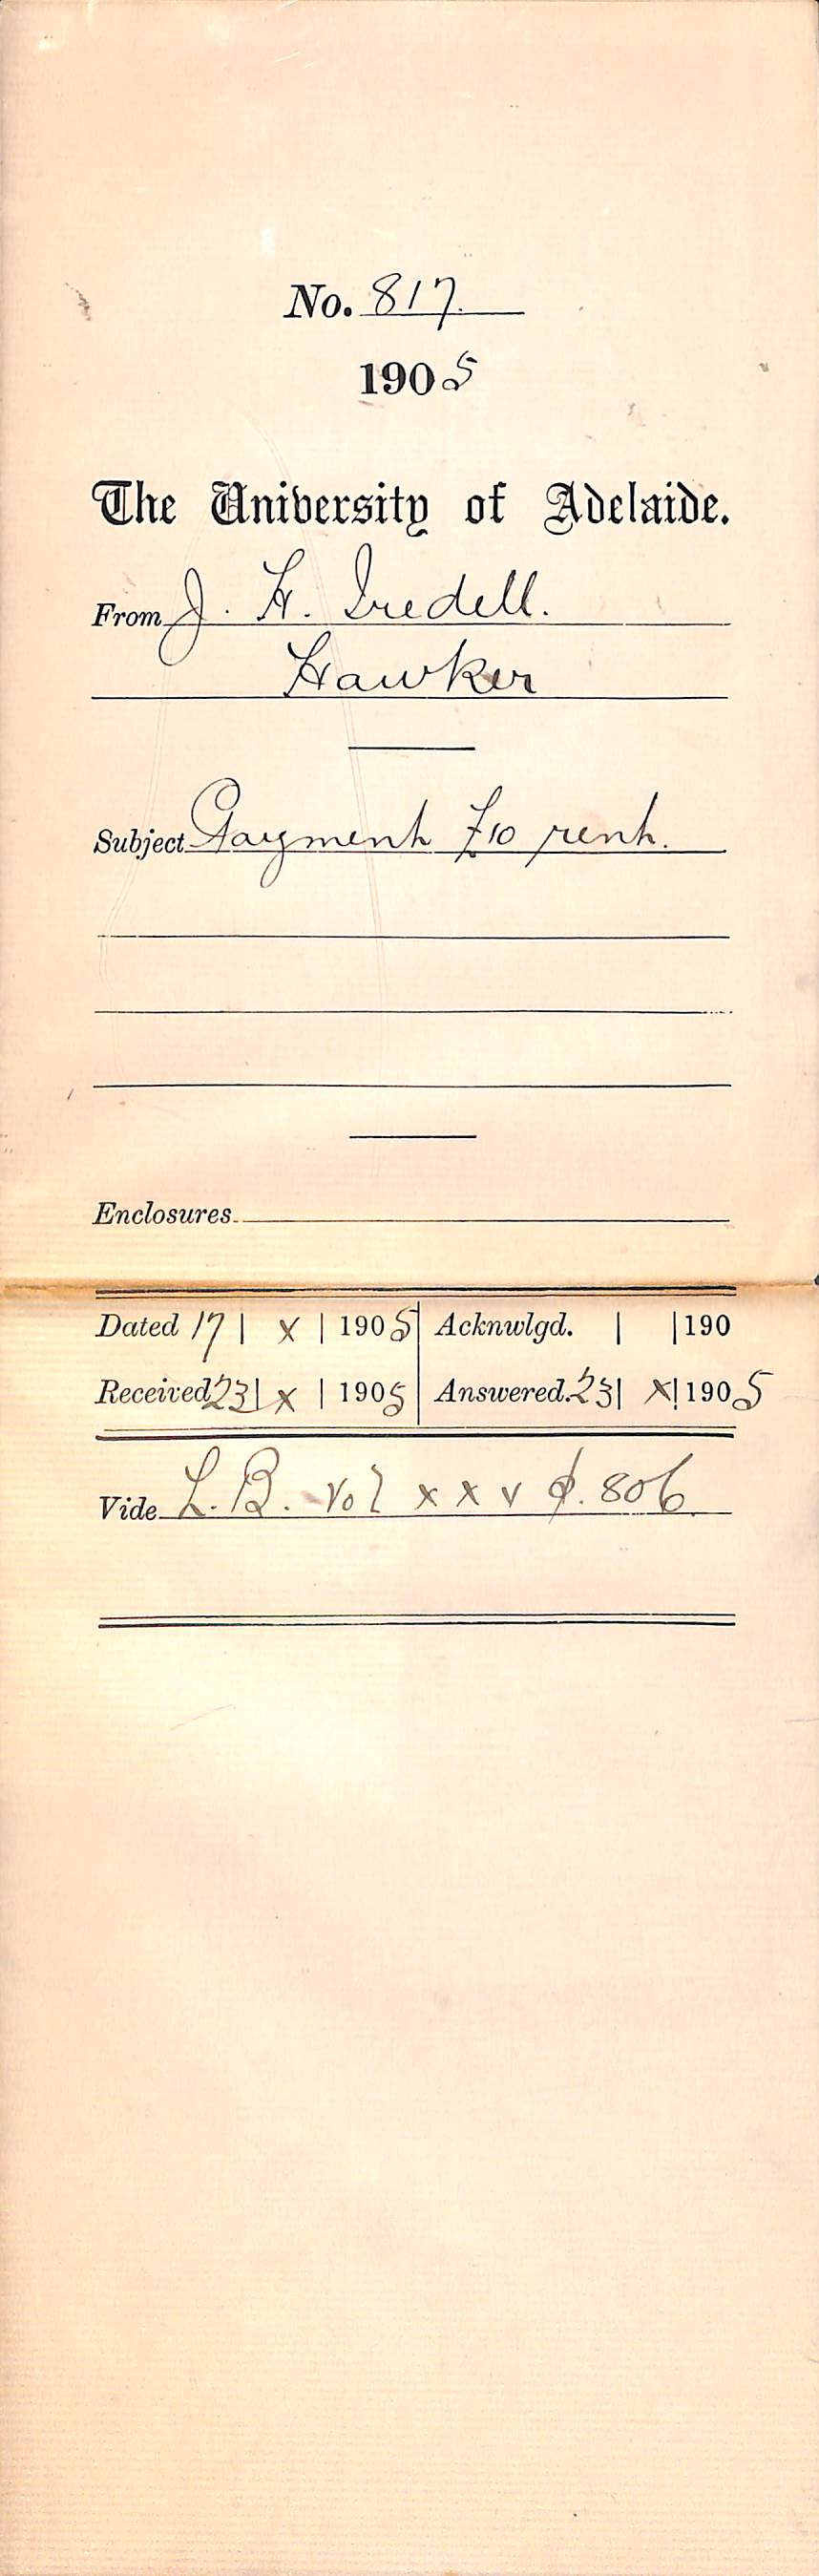 No. 817.
1905
The University of Adelaide.
From J. H. Iredell.
Hawker
Subject Payment £10 rent.
Enclosures
Dated 17 | X | 1905 Acknwlgd. | | 190
Received 23 | X | 1905 Answered. 23 | X | 1905
Vide L. B. Vol xxv p. 806